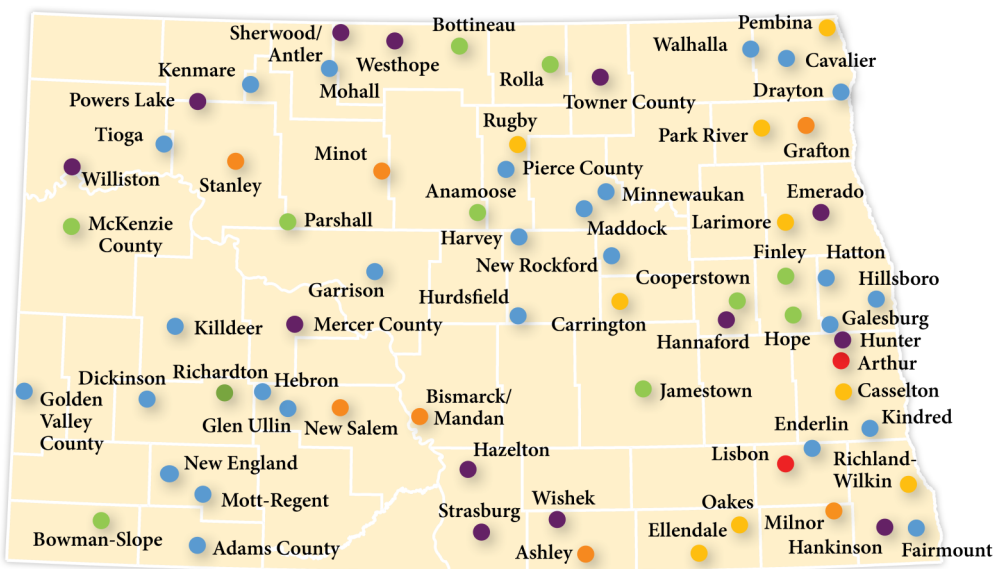 Pembina
Bottineau
Sherwood/
Antler
Walhalla
Westhope
Cavalier
Kenmare
Rolla
Mohall
Drayton
Powers Lake
Towner County
Rugby
Tioga
Park River
Grafton
Minot
Pierce County
Williston
Stanley
Anamoose
Minnewaukan
Emerado
McKenzie
County
Parshall
Maddock
Larimore
Harvey
Finley
Hatton
New Rockford
Cooperstown
Hillsboro
Garrison
Hurdsfield
Killdeer
Mercer County
Carrington
Hannaford
Hope
Galesburg
Hunter
Arthur
Richardton
Dickinson
Hebron
Jamestown
Casselton
Golden
Valley
County
Glen Ullin
New Salem
Bismarck/
Mandan
Enderlin
Kindred
Hazelton
Lisbon
Richland-
Wilkin
New England
Mott-Regent
Wishek
Oakes
Strasburg
Ellendale
Milnor
Bowman-Slope
Adams County
Ashley
Hankinson
Fairmount